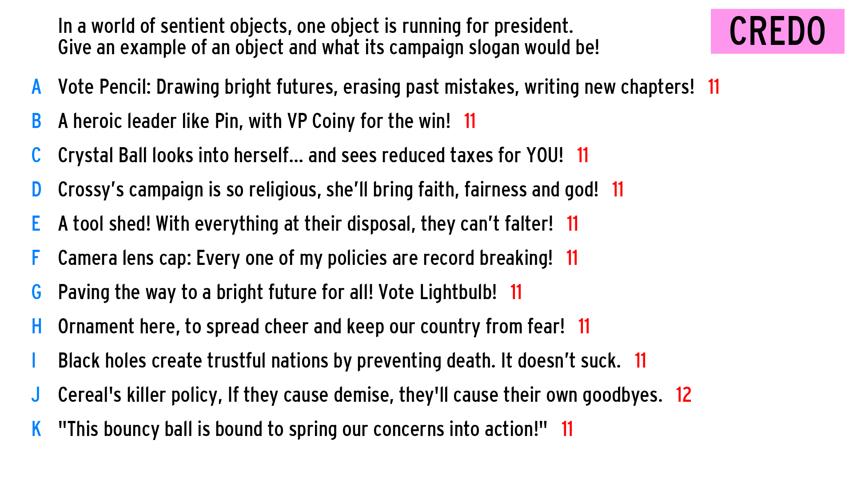 In a world of sentient objects, one object is running for president.
Give an example of an object and what its campaign slogan would be!
CREDO
A Vote Pencil: Drawing bright futures, erasing past mistakes, writing new chapters! 11
B A heroic leader like Pin, with VP Coiny for the win! 11
C Crystal Ball looks into herself... and sees reduced taxes for YOU! 11
D Crossy's campaign is so religious, she'll bring faith, fairness and god! 11
E A tool shed! With everything at their disposal, they can't falter! 11
F Camera lens cap: Every one of my policies are record breaking! 11
G Paving the way to a bright future for all! Vote Lightbulb! 11
H Ornament here, to spread cheer and keep our country from fear! 11
I Black holes create trustful nations by preventing death. It doesn't suck. 11
J Cereal's killer policy, If they cause demise, they'll cause their own goodbyes. 12
K "This bouncy ball is bound to spring our concerns into action!" 11